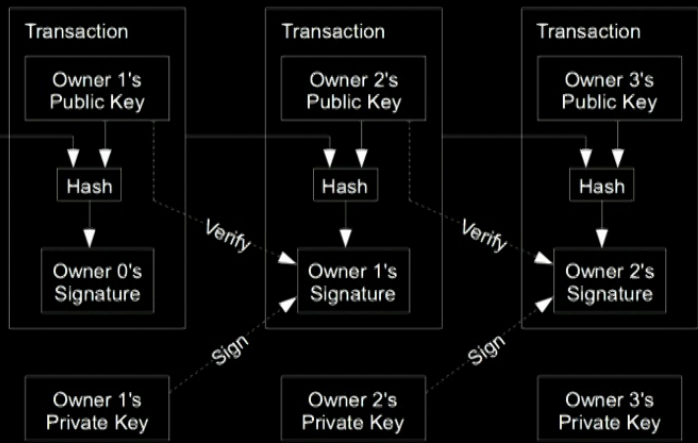 Transaction
Transaction
Transaction
Owner 1's
Public Key
Owner 2's
Public Key
Owner 3's
Public Key
Hash
Hash
Hash
Verify
Verify
Owner 0's
Signature
Owner 1's
Signature
Owner 2's
Signature
Sign
Sign
Owner 1's
Private Key
Owner 2's
Private Key
Owner 3's
Private Key